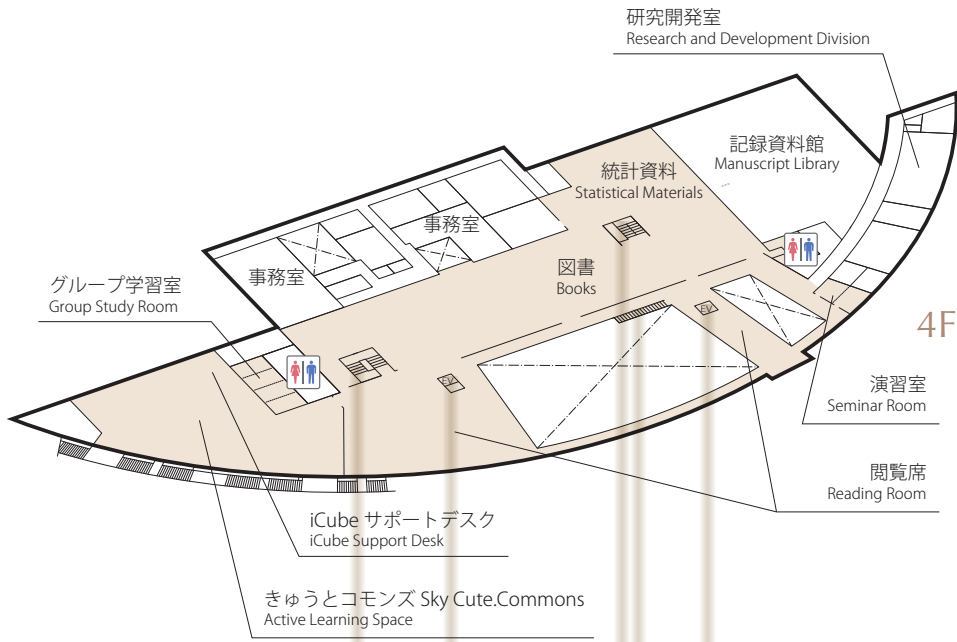 研究開発室
Research and Development Division
記録資料館
Manuscript Library
統計資料
Statistical Materials
事務室
事務室
図書
Books
グループ学習室
Group Study Room
EV
EV
4F
演習室
Seminar Room
閲覧席
Reading Room
iCube サポートデスク
iCube Support Desk
きゅうとコモンズ Sky Cute.Commons
Active Learning Space